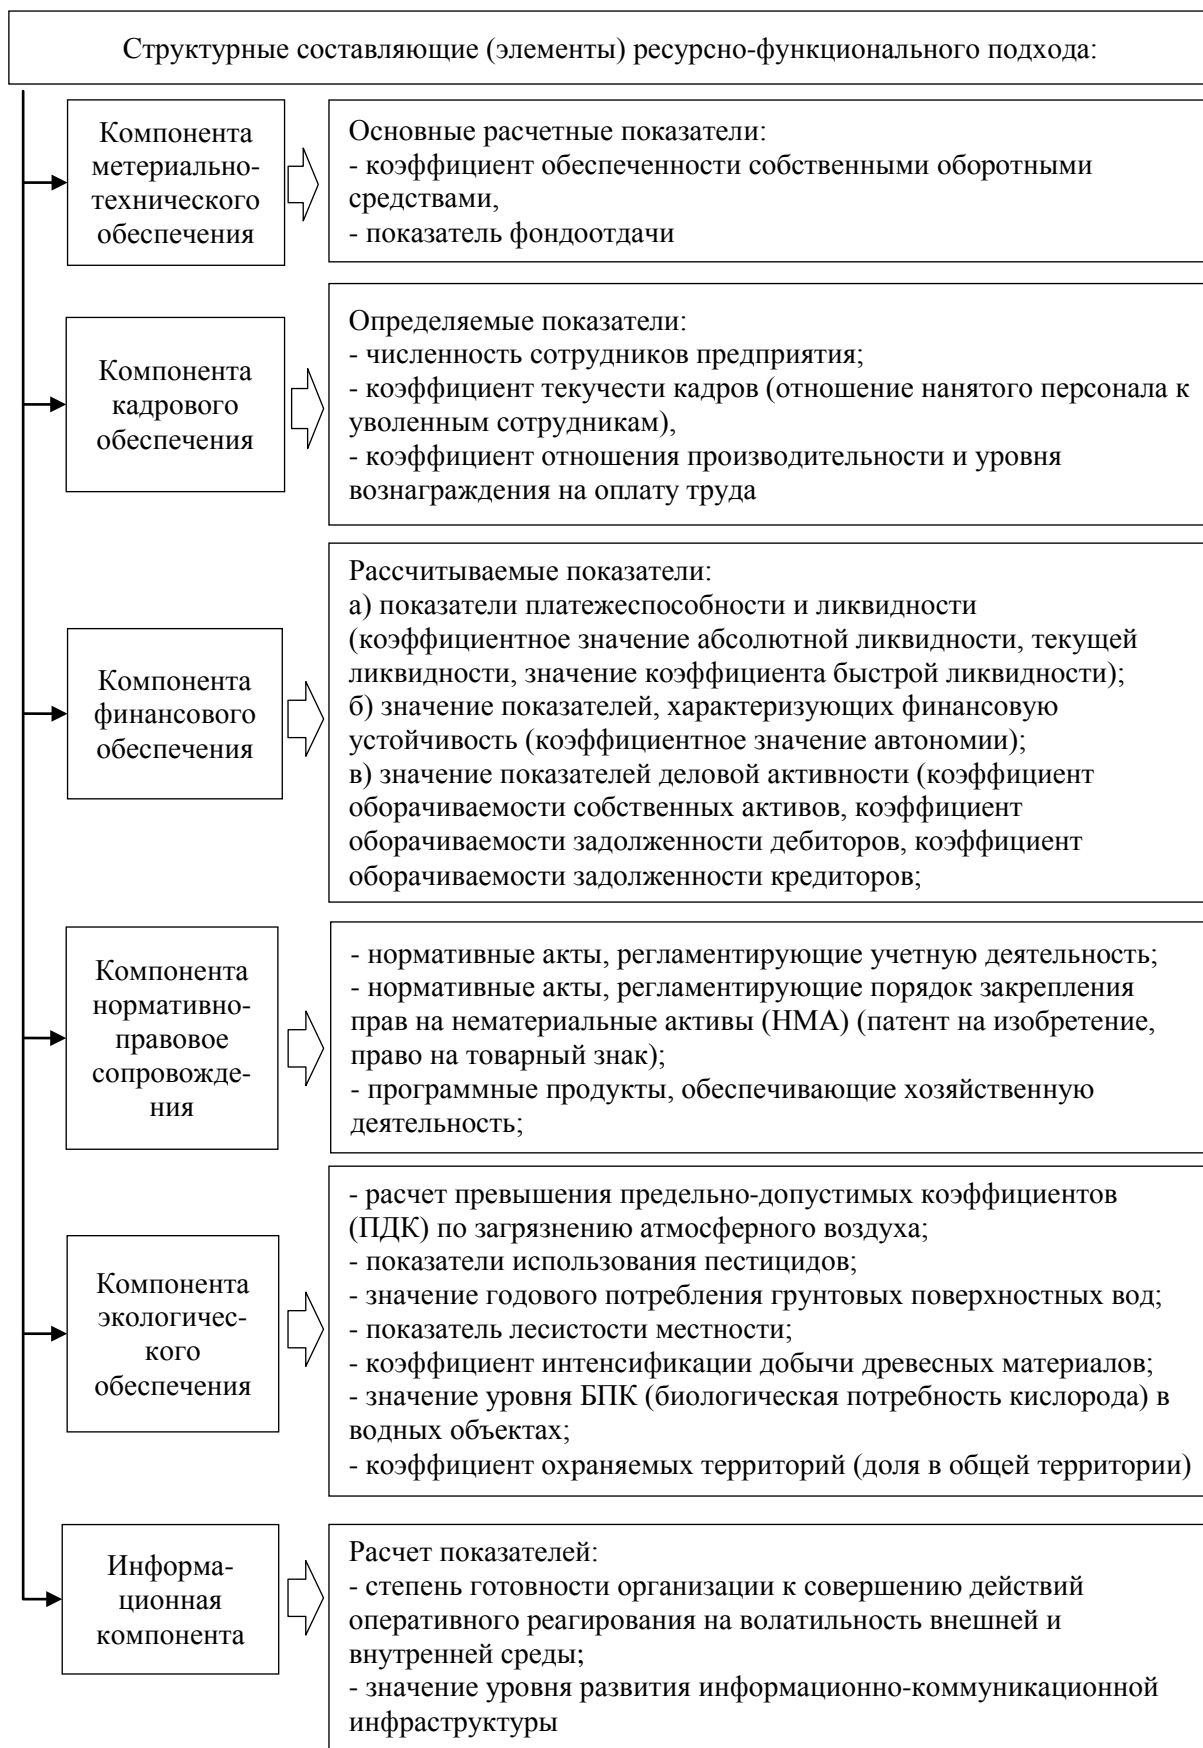 Структурные составляющие (элементы) ресурсно-функционального подхода:
Компонента
метериально-
технического
обеспечения
Основные расчетные показатели:
- коэффициент обеспеченности собственными оборотными
средствами,
- показатель фондоотдачи
Компонента
кадрового
обеспечения
Определяемые показатели:
- численность сотрудников предприятия;
- коэффициент текучести кадров (отношение нанятого персонала к
уволенным сотрудникам),
- коэффициент отношения производительности и уровня
вознаграждения на оплату труда
Компонента
финансового
обеспечения
Рассчитываемые показатели:
а) показатели платежеспособности и ликвидности
(коэффициентное значение абсолютной ликвидности, текущей
ликвидности, значение коэффициента быстрой ликвидности);
б) значение показателей, характеризующих финансовую
устойчивость (коэффициентное значение автономии);
в) значение показателей деловой активности (коэффициент
оборачиваемости собственных активов, коэффициент
оборачиваемости задолженности дебиторов, коэффициент
оборачиваемости задолженности кредиторов;
Компонента
нормативно-
правовое
сопровожде-
ния
- нормативные акты, регламентирующие учетную деятельность;
- нормативные акты, регламентирующие порядок закрепления
прав на нематериальные активы (НМА) (патент на изобретение,
право на товарный знак);
- программные продукты, обеспечивающие хозяйственную
деятельность;
Компонента
экологичес-
кого
обеспечения
- расчет превышения предельно-допустимых коэффициентов
(ПДК) по загрязнению атмосферного воздуха;
- показатели использования пестицидов;
- значение годового потребления грунтовых поверхностных вод;
- показатель лесистости местности;
- коэффициент интенсификации добычи древесных материалов;
- значение уровня БПК (биологическая потребность кислорода) в
водных объектах;
- коэффициент охраняемых территорий (доля в общей территории)
Информа-
ционная
компонента
Расчет показателей:
- степень готовности организации к совершению действий
оперативного реагирования на волатильность внешней и
внутренней среды;
- значение уровня развития информационно-коммуникационной
инфраструктуры